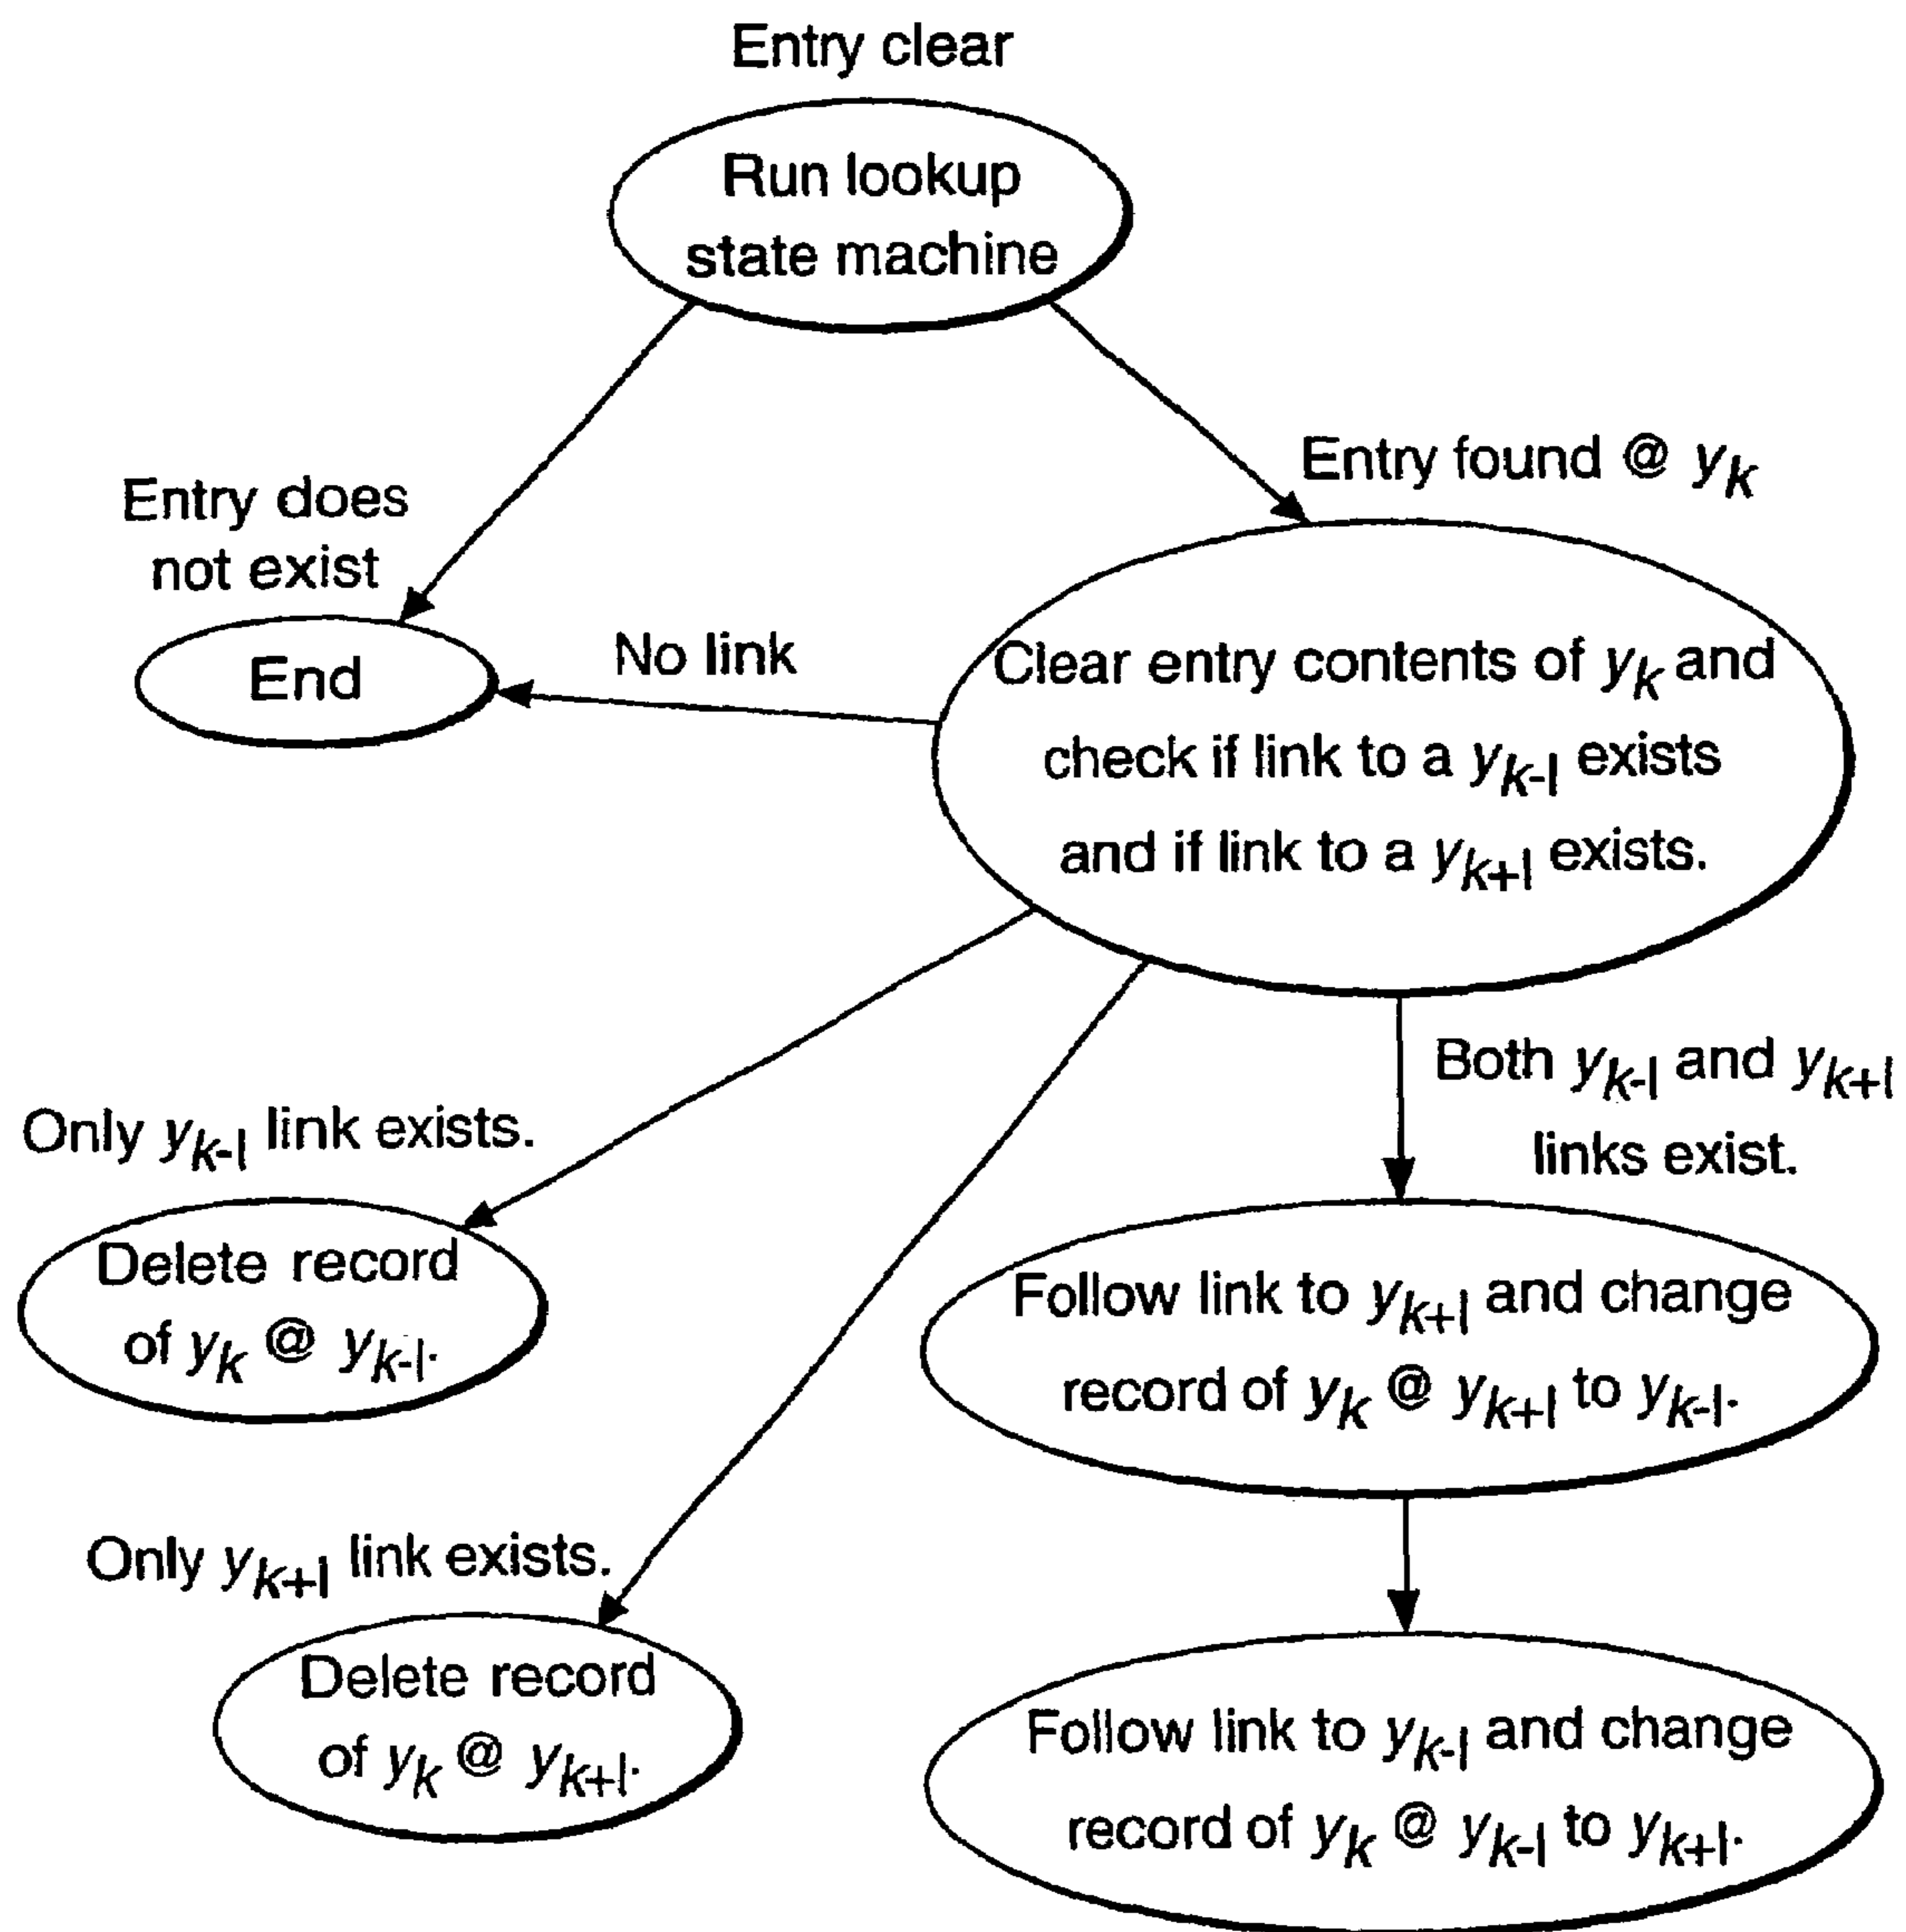 Entry clear
Run lookup
state machine
Entry found @ yk
Entry does
not exist
End
No link
Clear entry contents of yk and
check if link to a yk-l exists
and if link to a yk+l exists.
Both yk-l and yk+l
links exist.
Only yk-l link exists.
Delete record
of yk @ yk-l.
Follow link to yk+l and change
record of yk @ yk+l to yk-l.
Only yk+l link exists.
Delete record
of yk @ yk+l.
Follow link to yk-l and change
record of yk @ yk-l to yk+l.